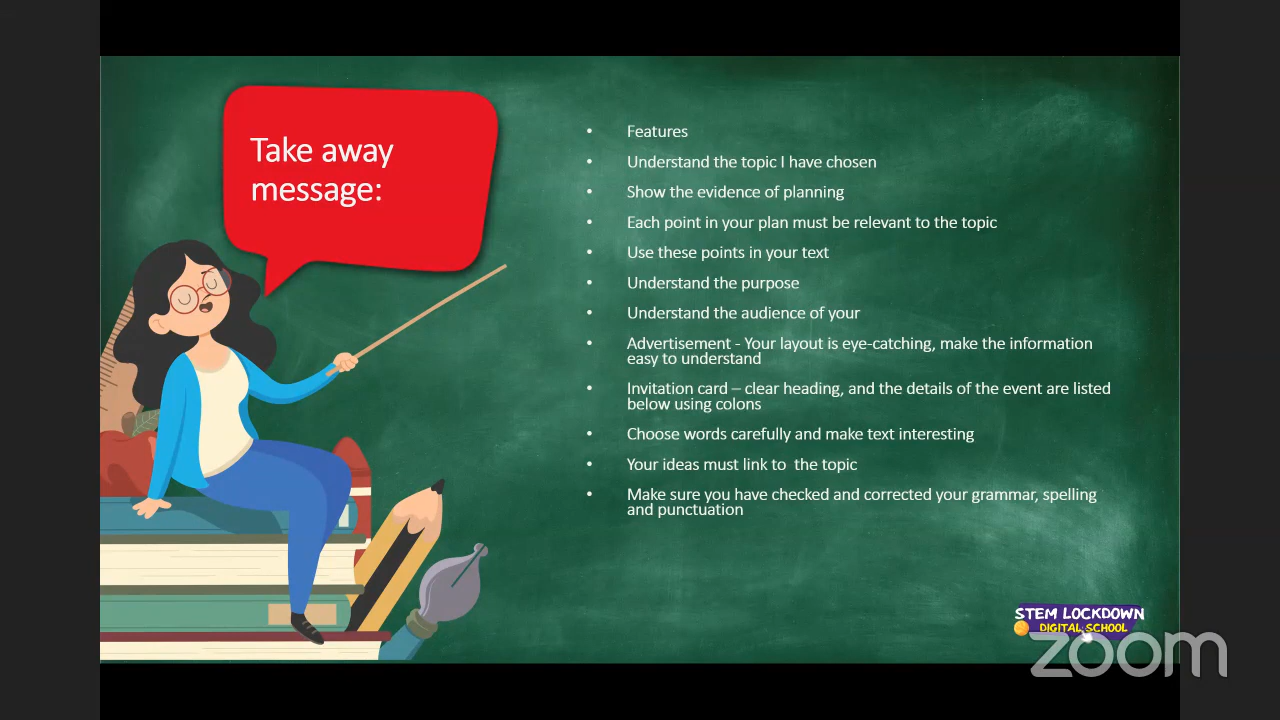 Take away
message:
• Features
• Understand the topic I have chosen
• Show the evidence of planning
• Each point in your plan must be relevant to the topic
• Use these points in your text
• Understand the purpose
• Understand the audience of your
• Advertisement - Your layout is eye-catching, make the information
easy to understand
• Invitation card – clear heading, and the details of the event are listed
below using colons
• Choose words carefully and make text interesting
• Your ideas must link to  the topic
• Make sure you have checked and corrected your grammar, spelling
and punctuation
STEM LOCKDOWN
DIGITAL SCHOOL
zoom